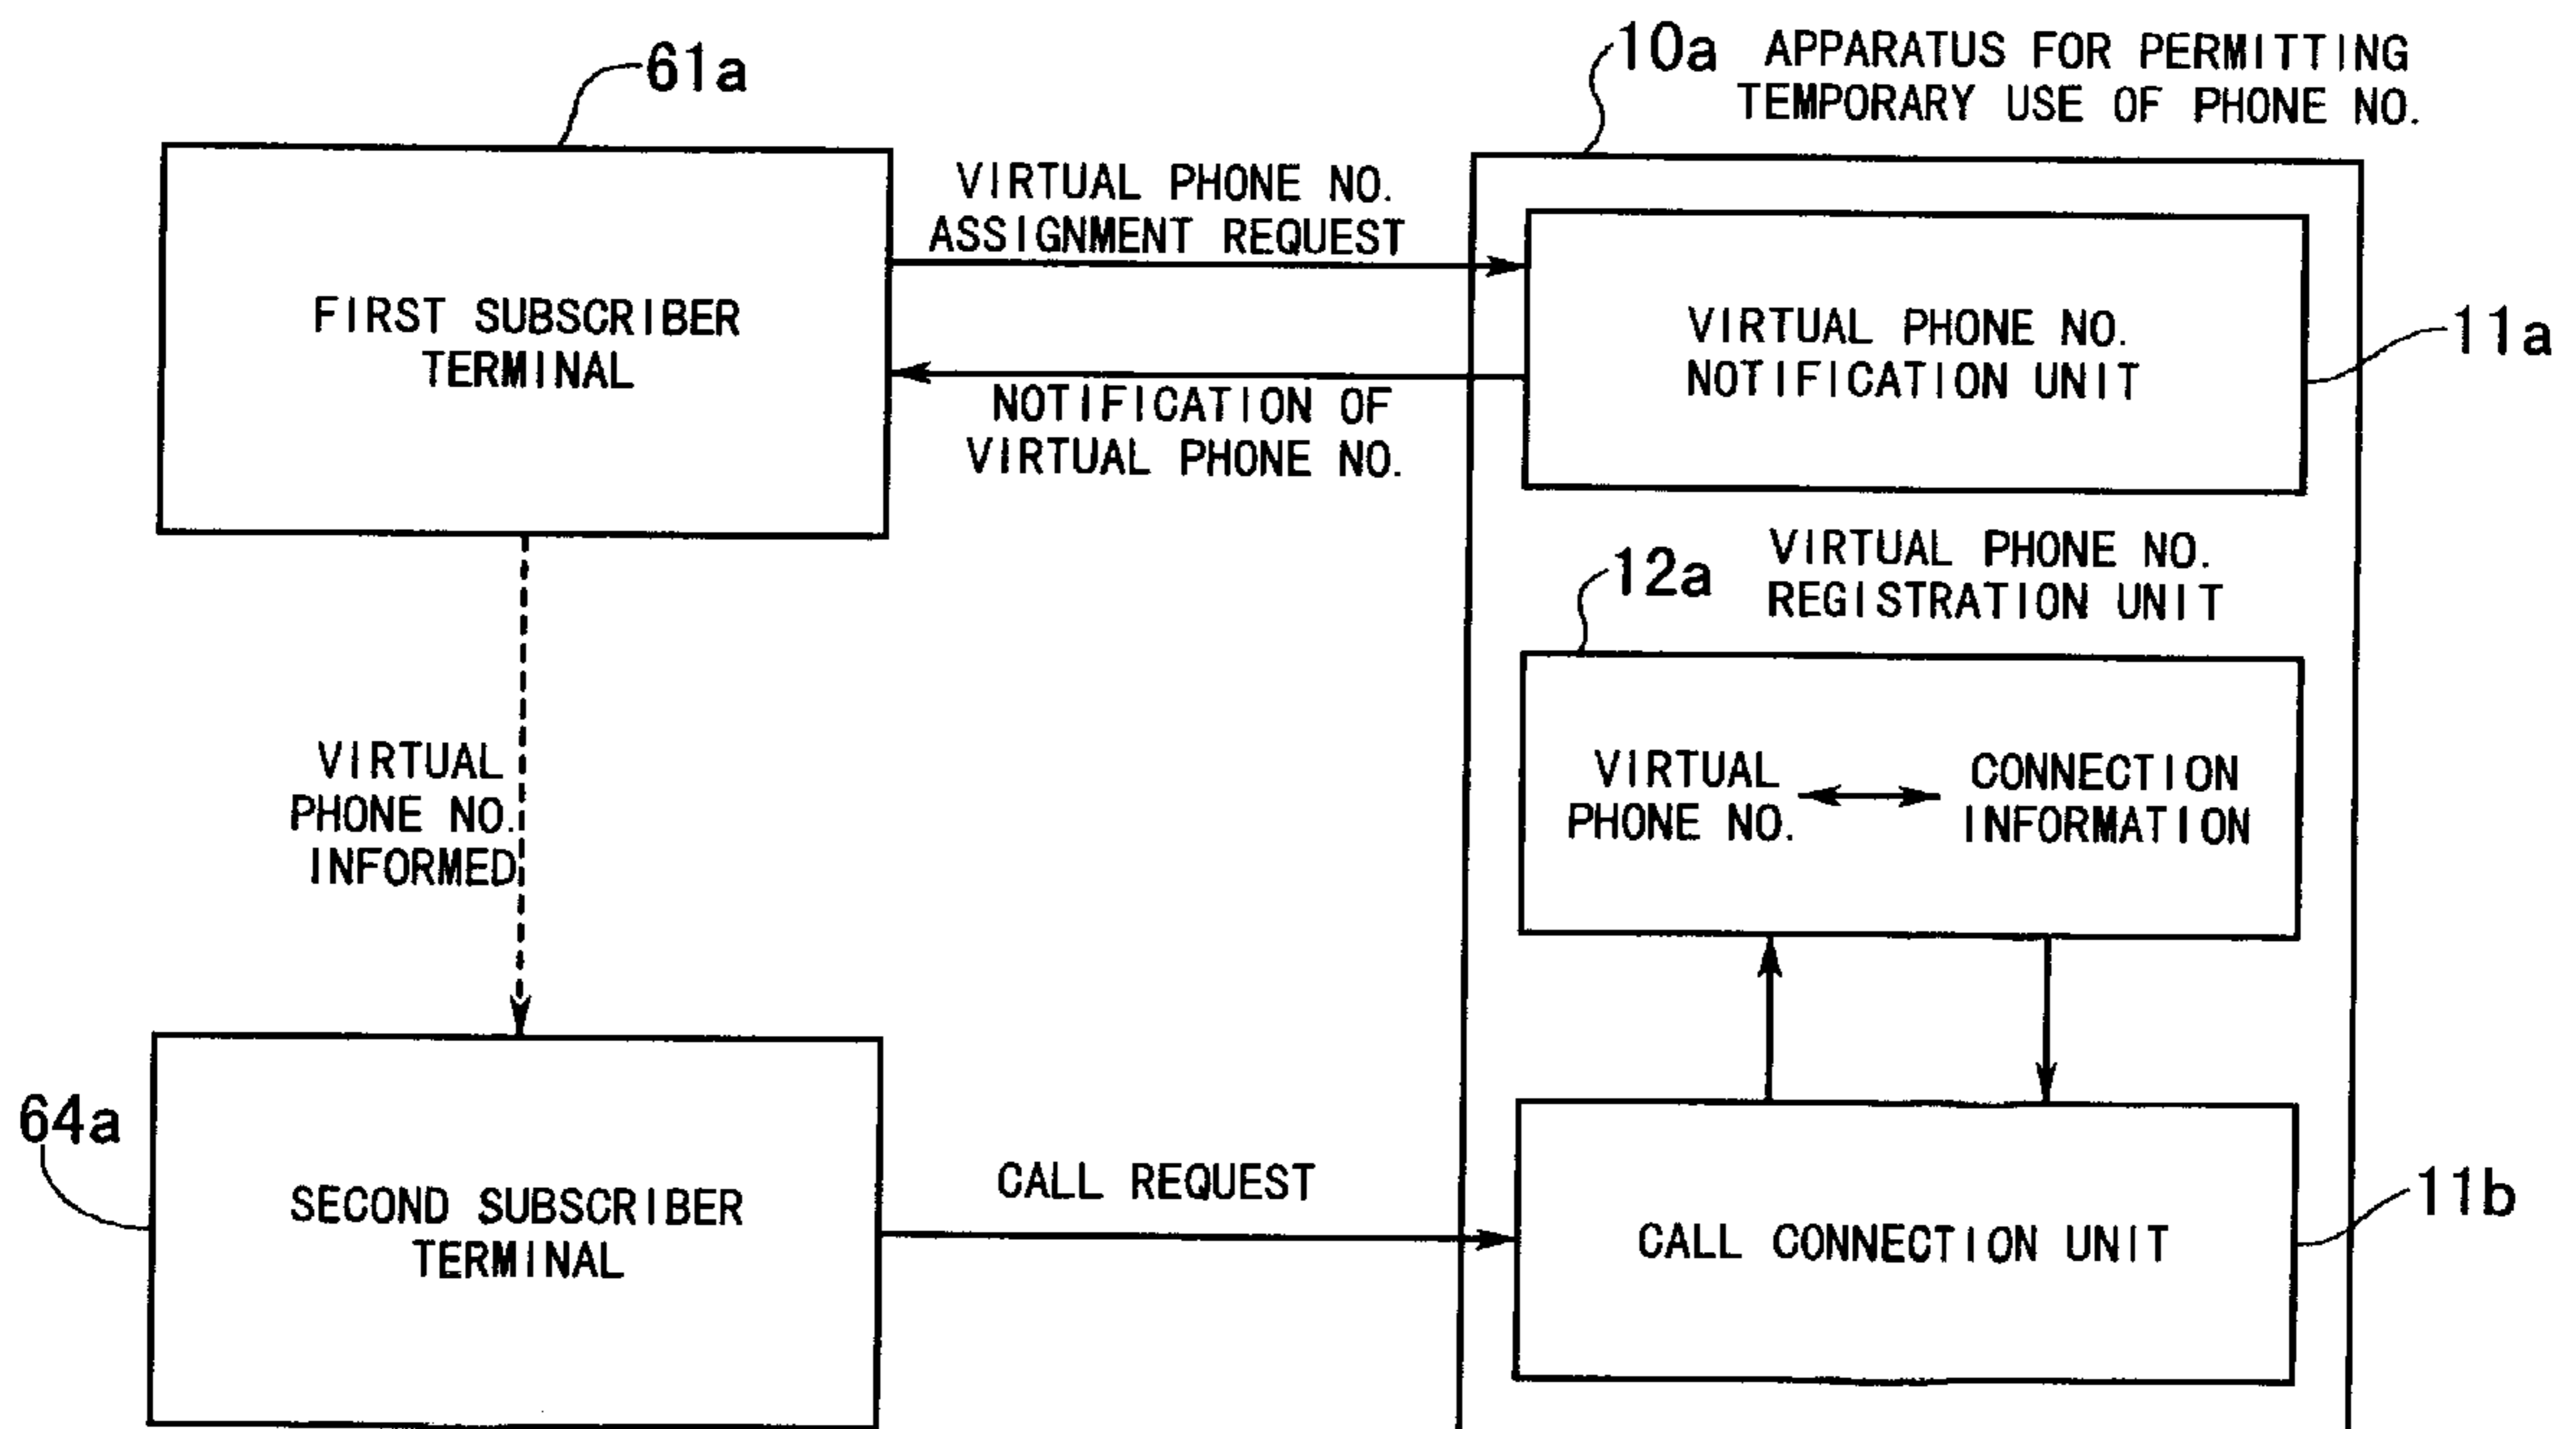 61a
10a APPARATUS FOR PERMITTING
TEMPORARY USE OF PHONE NO.
VIRTUAL PHONE NO.
ASSIGNMENT REQUEST
FIRST SUBSCRIBER
TERMINAL
VIRTUAL PHONE NO.
NOTIFICATION UNIT
11a
NOTIFICATION OF
VIRTUAL PHONE NO.
12a
VIRTUAL PHONE NO.
REGISTRATION UNIT
VIRTUAL
PHONE NO.
CONNECTION
INFORMATION
VIRTUAL
PHONE NO.
INFORMED
64a
SECOND SUBSCRIBER
TERMINAL
CALL REQUEST
CALL CONNECTION UNIT
11b